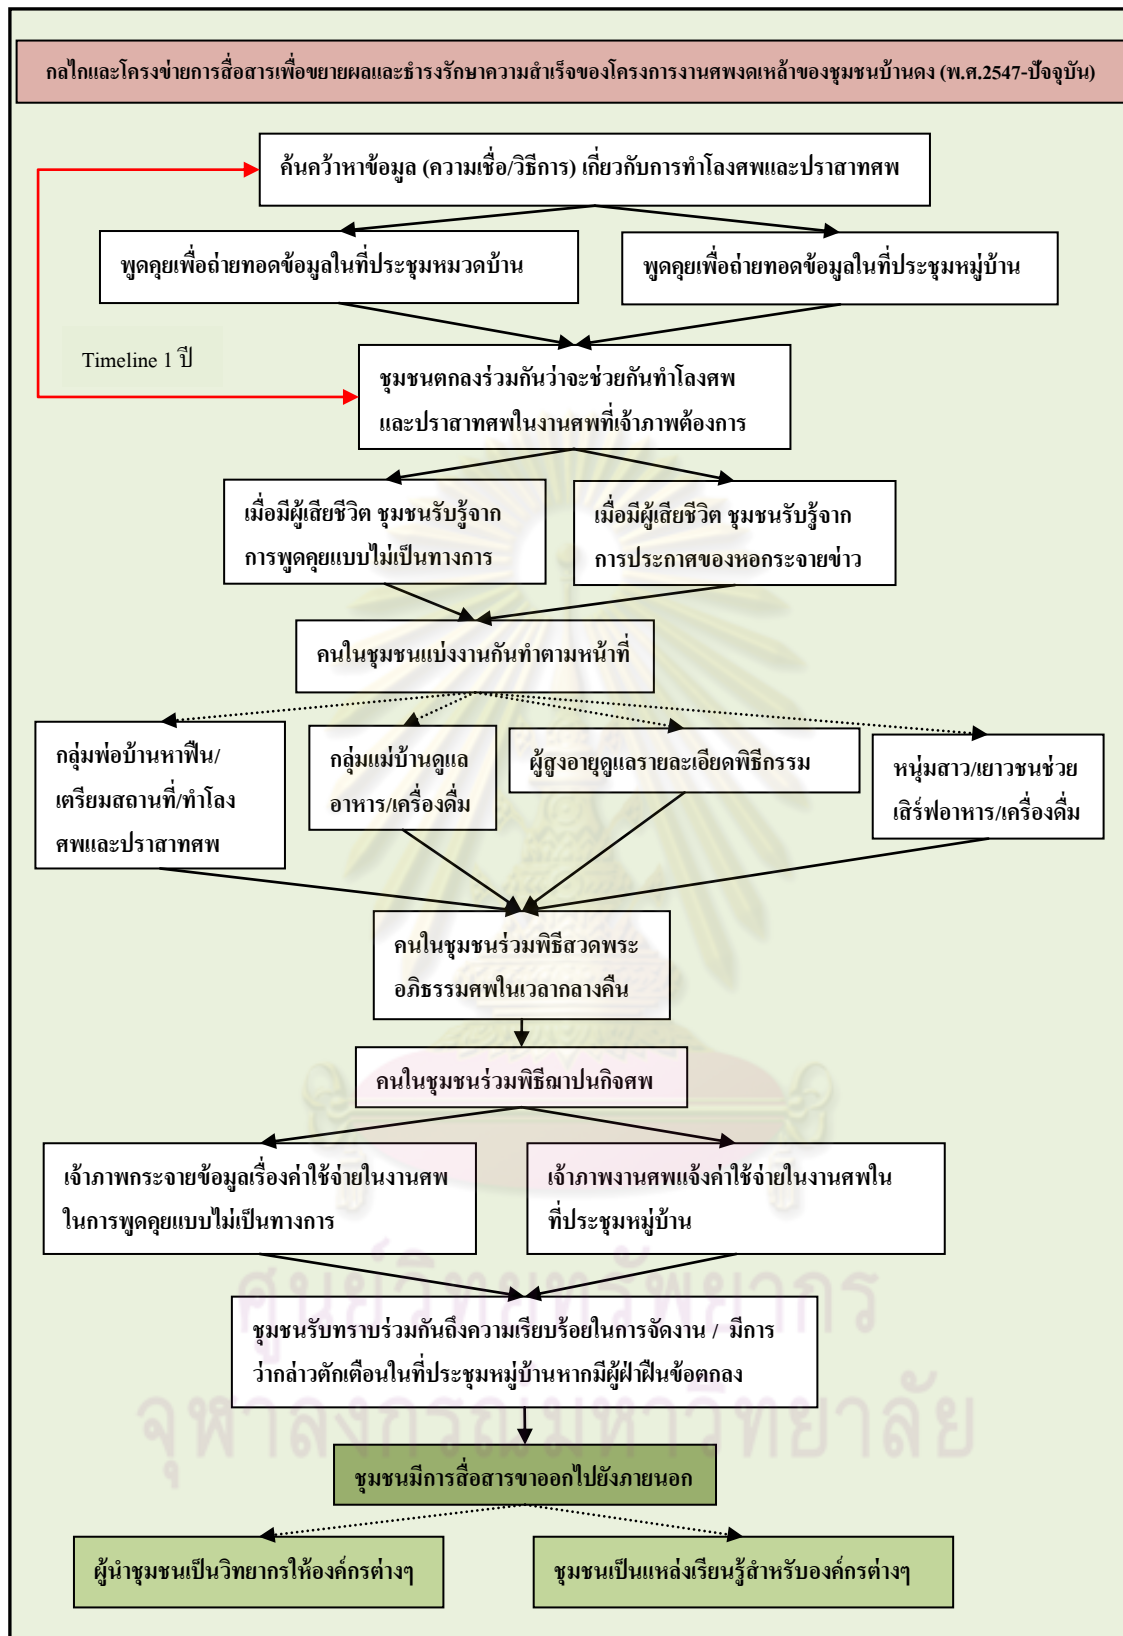 กลไกและโครงข่ายการสื่อสารเพื่อขยายผลและธำรงรักษาความสำเร็จของโครงการงานศพงดเหล้าของชุมชนบ้านดง (พ.ศ.2547-ปัจจุบัน)
ค้นคว้าหาข้อมูล (ความเชื่อ/วิธีการ) เกี่ยวกับการทำโลงศพและปราสาทศพ
พูดคุยเพื่อถ่ายทอดข้อมูลในที่ประชุมหมวดบ้าน
พูดคุยเพื่อถ่ายทอดข้อมูลในที่ประชุมหมู่บ้าน
Timeline 1 ปี
ชุมชนตกลงร่วมกันว่าจะช่วยกันทำโลงศพ
และปราสาทศพในงานศพที่เจ้าภาพต้องการ
เมื่อมีผู้เสียชีวิต ชุมชนรับรู้จาก
การพูดคุยแบบไม่เป็นทางการ
เมื่อมีผู้เสียชีวิต ชุมชนรับรู้จาก
การประกาศของหอกระจายข่าว
คนในชุมชนแบ่งงานกันทำตามหน้าที่
กลุ่มพ่อบ้านหาฟืน/
เตรียมสถานที่/ทำโลง
ศพและปราสาทศพ
กลุ่มแม่บ้านดูแล
อาหาร/เครื่องดื่ม
ผู้สูงอายุดูแลรายละเอียดพิธีกรรม
หนุ่มสาว/เยาวชนช่วย
เสิร์ฟอาหาร/เครื่องดื่ม
คนในชุมชนร่วมพิธีสวดพระ
อภิธรรมศพในเวลากลางคืน
คนในชุมชนร่วมพิธีฌาปนกิจศพ
เจ้าภาพกระจายข้อมูลเรื่องค่าใช้จ่ายในงานศพ
ในการพูดคุยแบบไม่เป็นทางการ
เจ้าภาพงานศพแจ้งค่าใช้จ่ายในงานศพใน
ที่ประชุมหมู่บ้าน
ศูนย์วิทยทรัพยากร
ชุมชนรับทราบร่วมกันถึงความเรียบร้อยในการจัดงาน / มีการ
ว่ากล่าวตักเตือนในที่ประชุมหมู่บ้านหากมีผู้ฝ่าฝืนข้อตกลง
จุฬาลงกรณ์มหาวิทยาลัย
ชุมชนมีการสื่อสารขาออกไปยังภายนอก
ผู้นำชุมชนเป็นวิทยากรให้องค์กรต่างๆ
ชุมชนเป็นแหล่งเรียนรู้สำหรับองค์กรต่างๆ